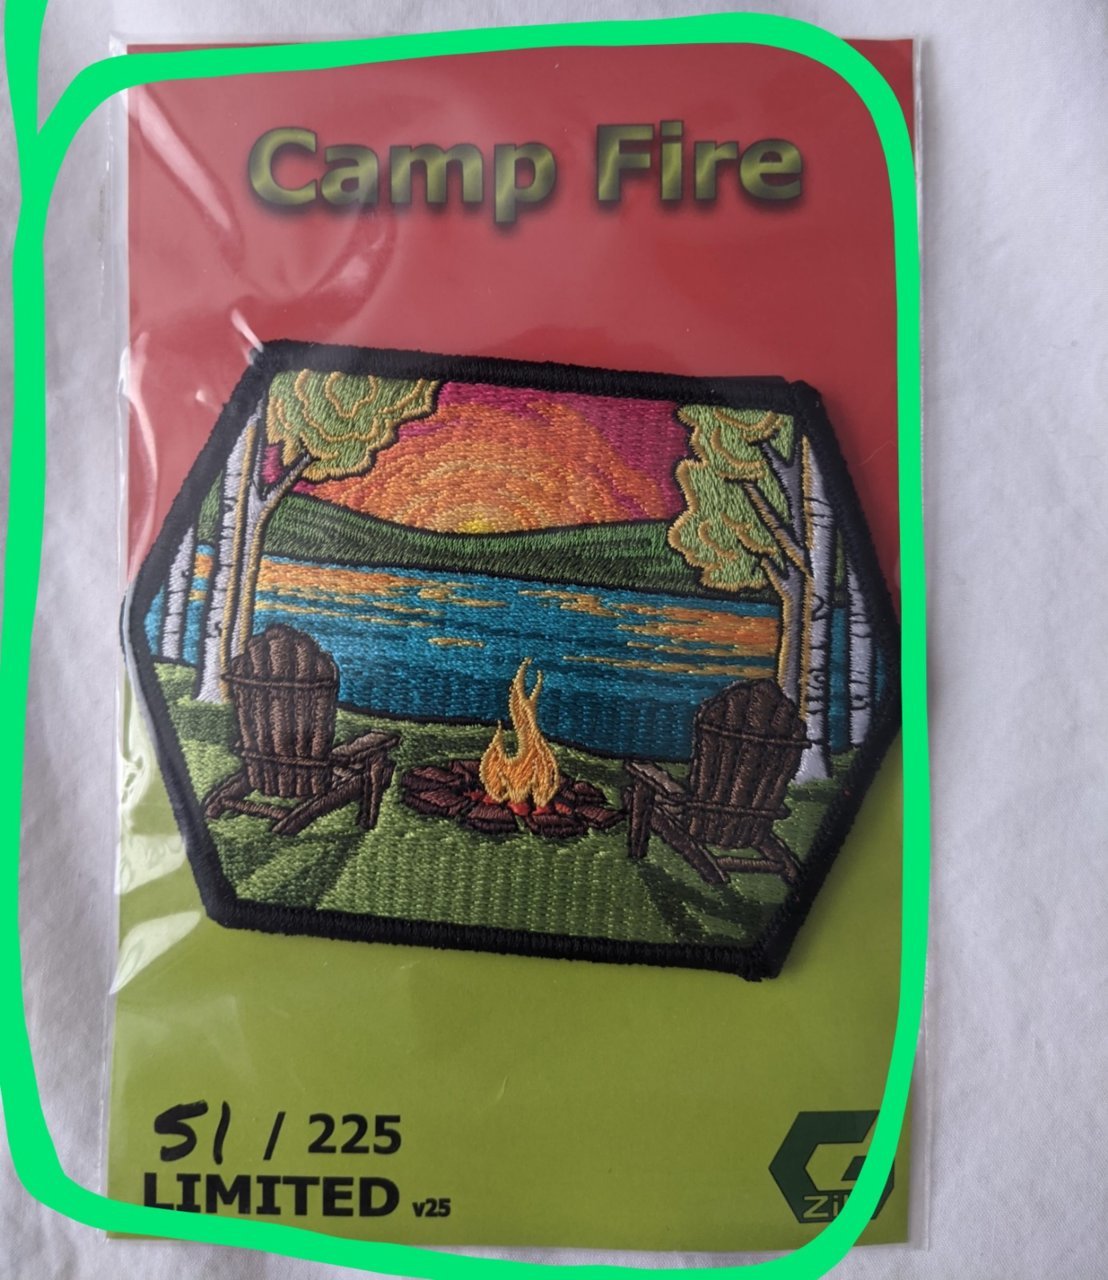 Camp Fire
51 / 225
LIMITED v25